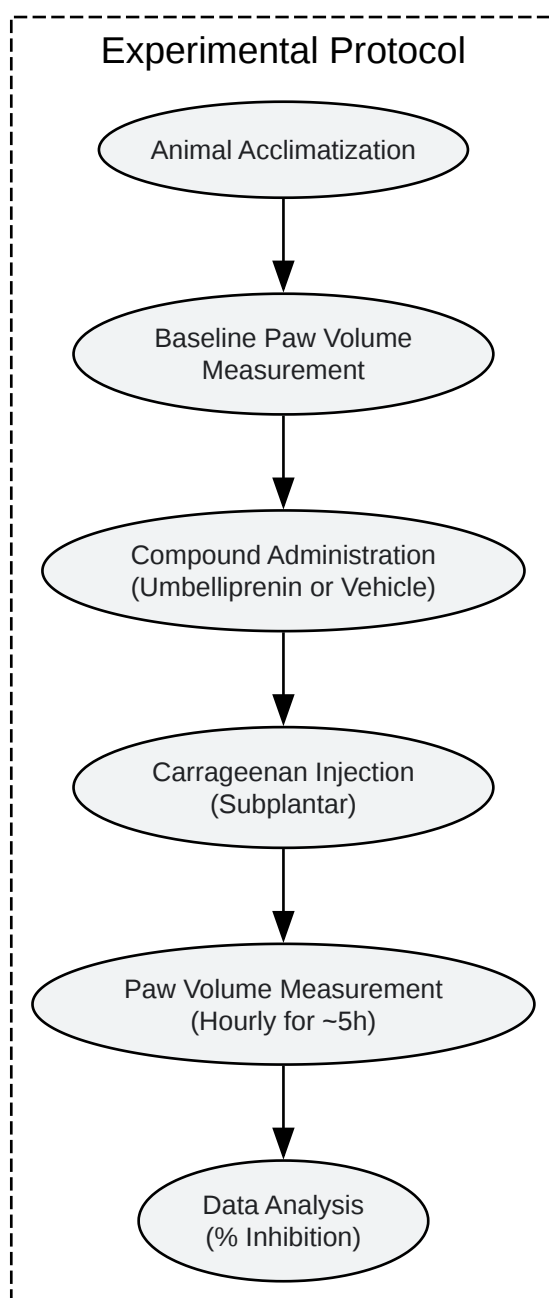 Experimental Protocol
Animal Acclimatization
Baseline Paw Volume
Measurement
Compound Administration
(Umbelliprenin or Vehicle)
Carrageenan Injection
(Subplantar)
Paw Volume Measurement
(Hourly for ~5h)
Data Analysis
(% Inhibition)